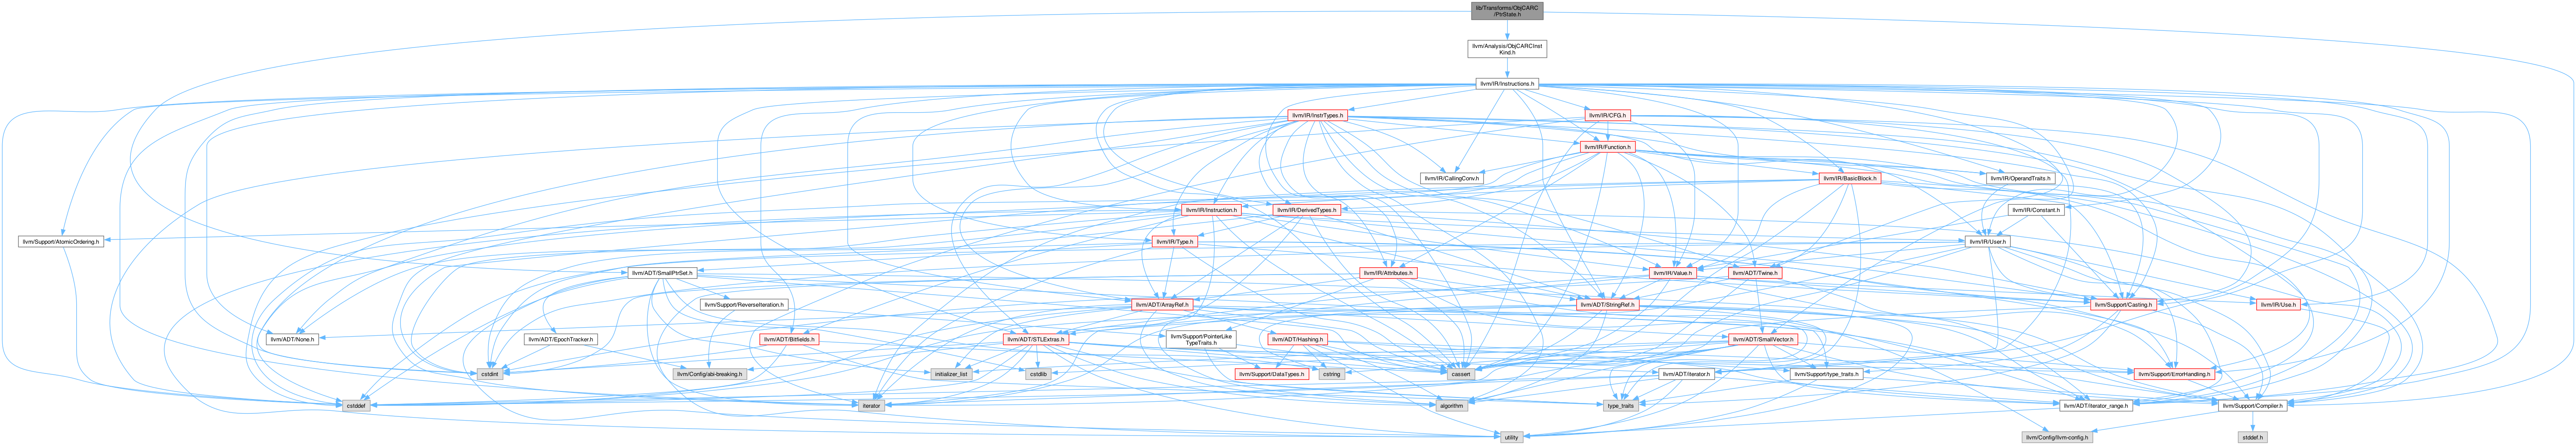 lib/Transforms/ObjCARC
/PtrState.h
llvm/Analysis/ObjCARCInst
Kind.h
llvm/IR/Instructions.h
llvm/IR/InstrTypes.h
llvm/IR/CFG.h
llvm/IR/Function.h
llvm/IR/CallingConv.h
llvm/IR/BasicBlock.h
llvm/IR/OperandTraits.h
llvm/IR/Instruction.h
llvm/IR/DerivedTypes.h
llvm/IR/Constant.h
llvm/Support/AtomicOrdering.h
llvm/IR/Type.h
llvm/IR/User.h
llvm/ADT/SmallPtrSet.h
llvm/IR/Attributes.h
llvm/IR/Value.h
llvm/ADT/Twine.h
llvm/Support/ReverseIteration.h
llvm/ADT/ArrayRef.h
llvm/ADT/StringRef.h
llvm/Support/Casting.h
llvm/IR/Use.h
llvm/ADT/None.h
llvm/ADT/EpochTracker.h
llvm/ADT/Bitfields.h
llvm/ADT/STLExtras.h
llvm/Support/PointerLike
TypeTraits.h
llvm/ADT/Hashing.h
llvm/ADT/SmallVector.h
cstdint
llvm/Config/abi-breaking.h
initializer_list
cstdlib
llvm/Support/DataTypes.h
cstring
cassert
llvm/ADT/iterator.h
llvm/Support/type_traits.h
llvm/Support/ErrorHandling.h
cstddef
iterator
algorithm
type_traits
llvm/ADT/iterator_range.h
llvm/Support/Compiler.h
utility
llvm/Config/llvm-config.h
stddef.h